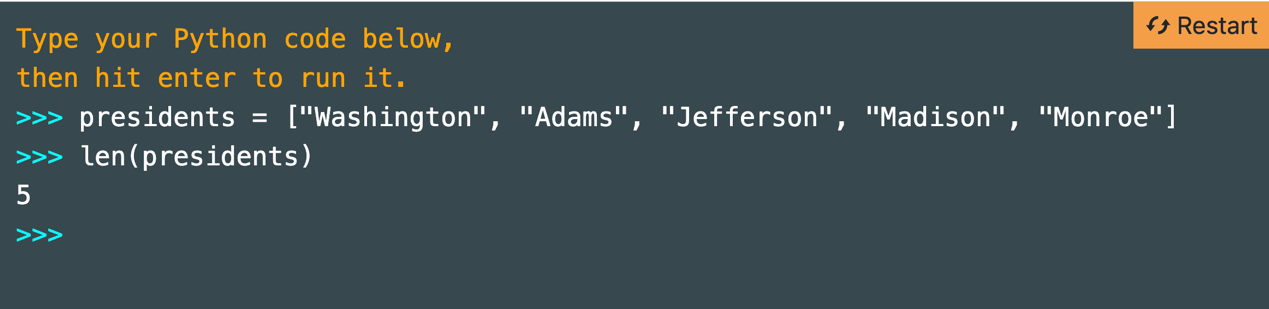 Restart
Type your Python code below,
then hit enter to run it.
>>> presidents = ["Washington", "Adams", "Jefferson", "Madison", "Monroe"]
>>> len(presidents)
5
>>>